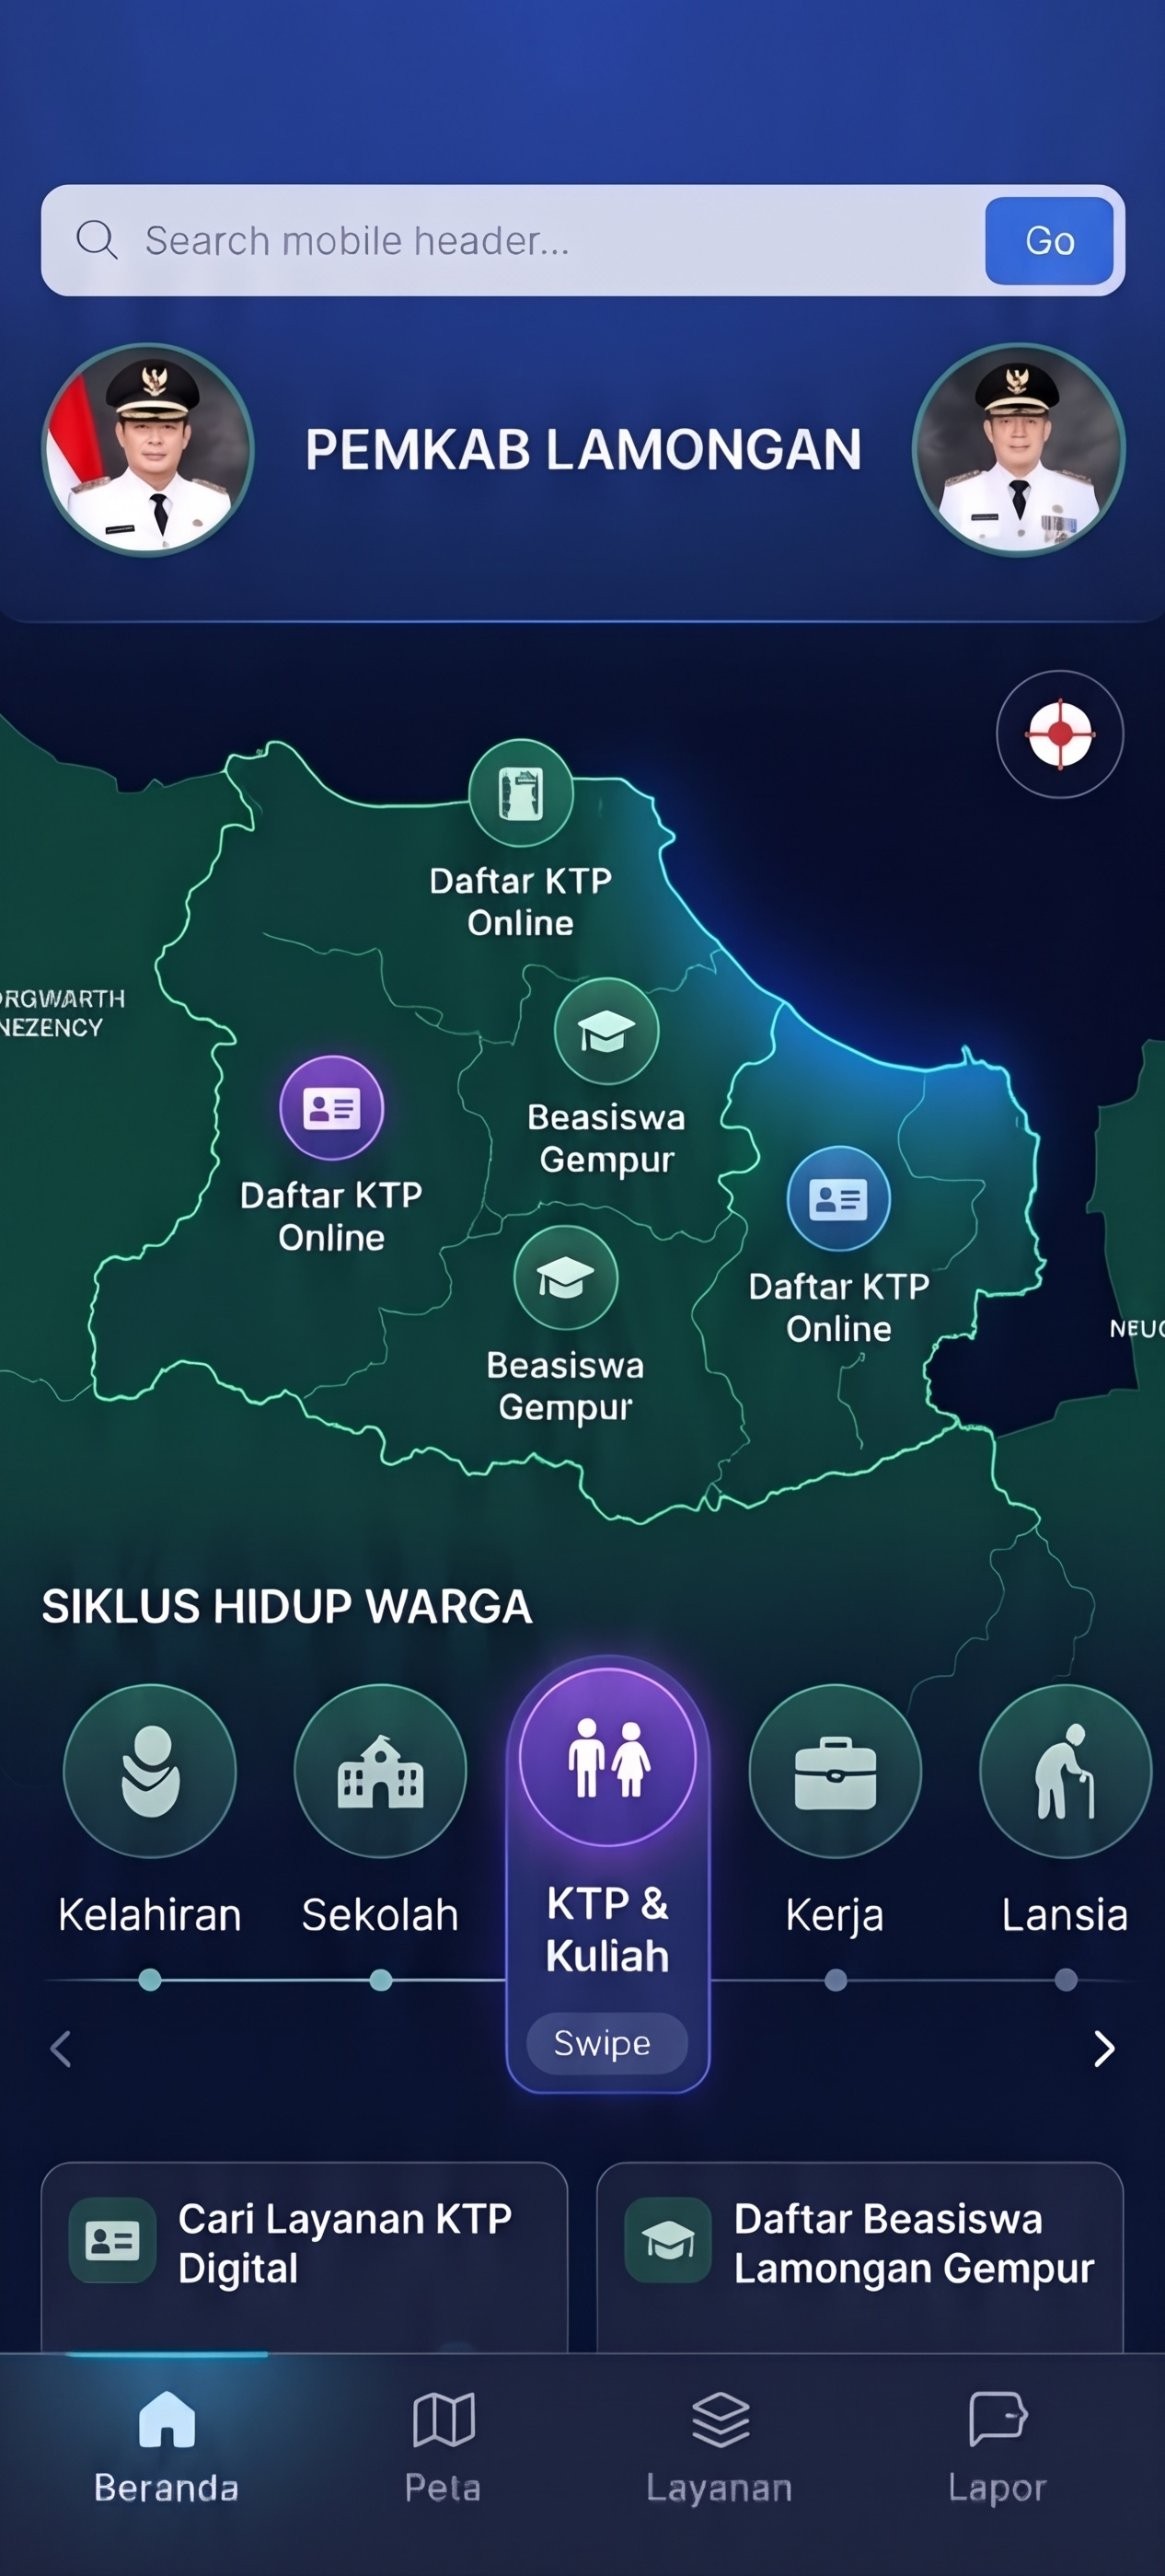 Search mobile header...
Go
PEMKAB LAMONGAN
Daftar KTP
Online
ORGWARTH
NEZENCY
Beasiswa
Gempur
Daftar KTP
Online
Daftar KTP
Online
NEUC
Beasiswa
Gempur
SIKLUS HIDUP WARGA
Kelahiran
Sekolah
KTP &
Kuliah
Kerja
Lansia
Swipe
Cari Layanan KTP
Digital
Daftar Beasiswa
Lamongan Gempur
Beranda
Peta
Layanan
Lapor